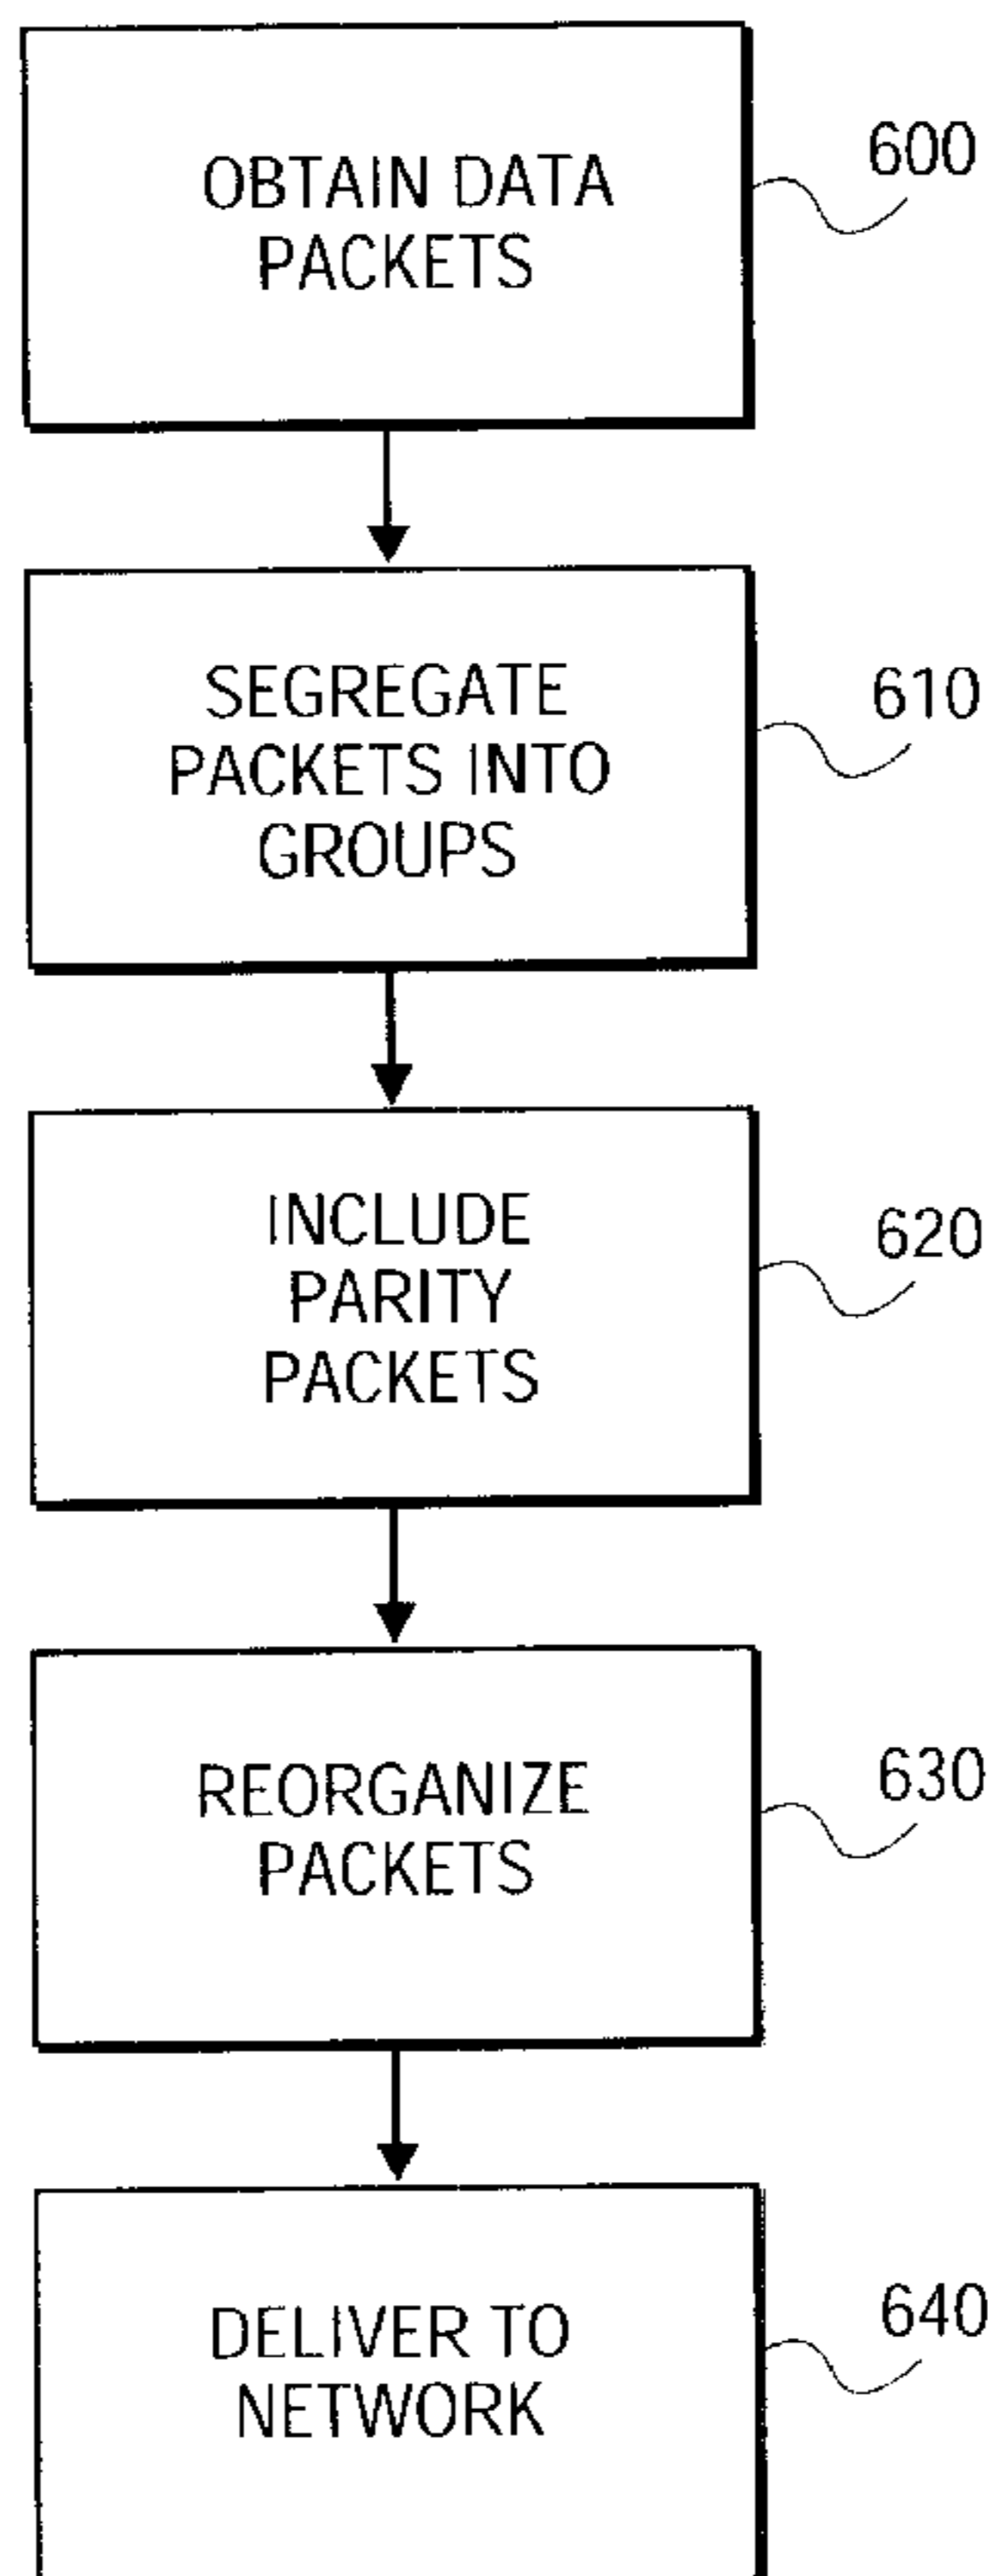 OBTAIN DATA
PACKETS
600
SEGREGATE
PACKETS INTO
GROUPS
610
INCLUDE
PARITY
PACKETS
620
REORGANIZE
PACKETS
630
DELIVER TO
NETWORK
640